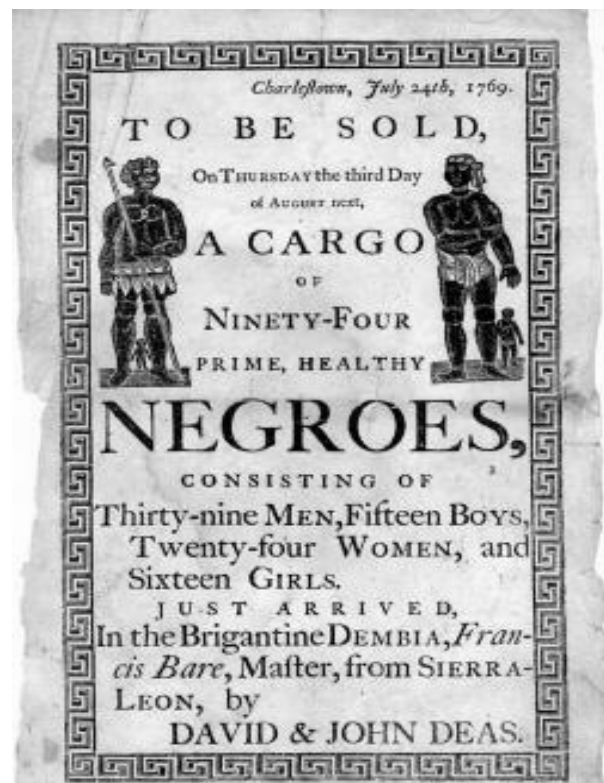 Charleſtown, July 24th, 1769.
TO BE SOLD,
On THURSDAY the third Day
of AUGUST next,
A CARGO
OF
NINETY-FOUR
PRIME, HEALTHY
NEGROES,
CONSISTING OF
Thirty-nine MEN, Fifteen BOYS,
Twenty-four WOMEN, and
Sixteen GIRLS.
JUST ARRIVED,
In the Brigantine DEMBIA, Fran-
cis Bare, Maſter, from SIERRA-
LEON, by
DAVID & JOHN DEAS.